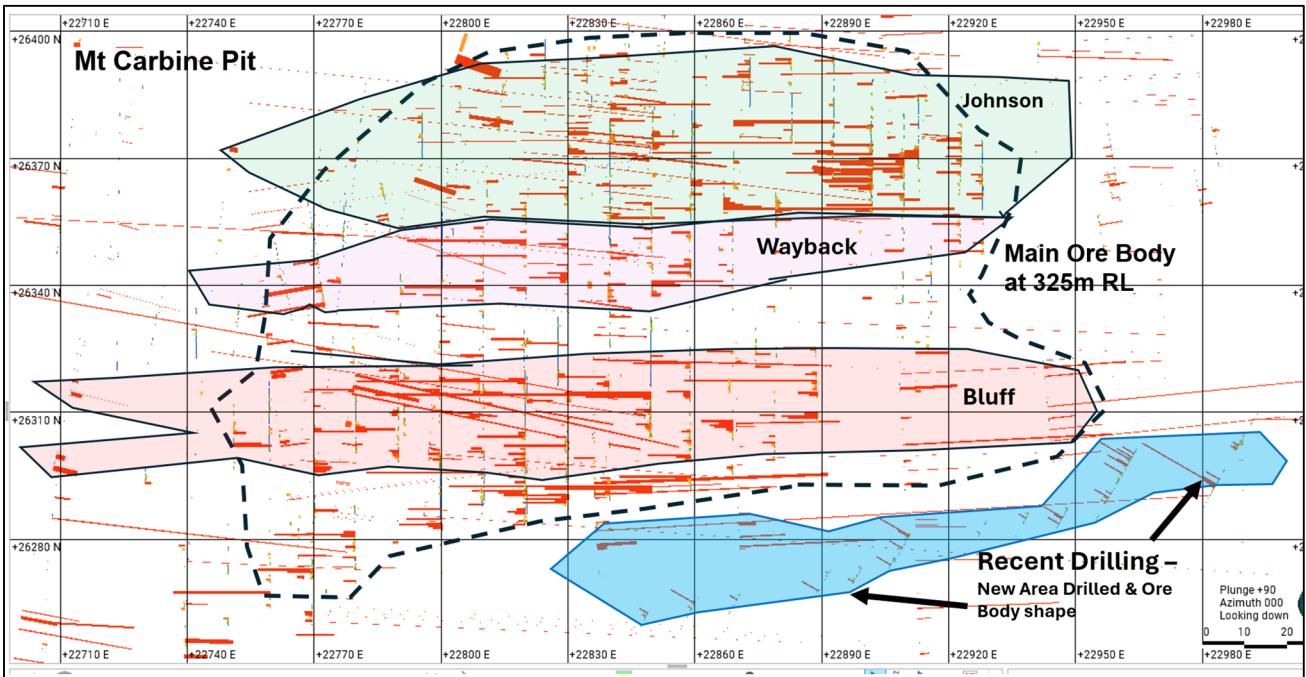 +22710 E +22740 E +22770 E +22800 E +22830 E +22860 E +22890 E +22920 E +22950 E +22980 E
+26400 N
Mt Carbine Pit
Johnson
+26370 N
Wayback
Main Ore Body
at 325m RL
+26340 N
Bluff
+26310 N
+26280 N
Recent Drilling –
New Area Drilled & Ore
Body shape
Plunge +90
Azimuth 000
Looking down
0 10 20
+22710 E +22740 E +22770 E +22800 E +22830 E +22860 E +22890 E +22920 E +22950 E +22980 E